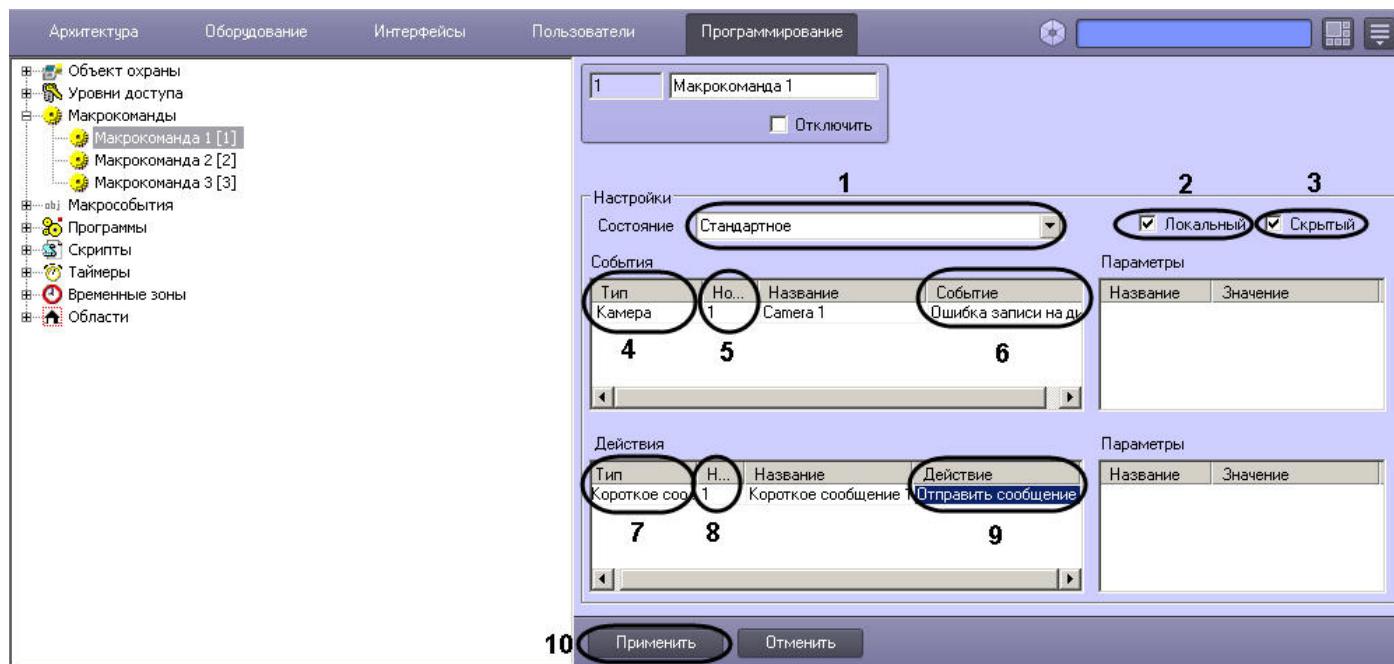 Архитектура Оборудование Интерфейсы Пользователи Программирование
Объект охраны
Уровни доступа
Макрокоманды
Макрокоманда 1 [1]
Макрокоманда 2 [2]
Макрокоманда 3 [3]
obj Макрособытия
Программы
Скрипты
Таймеры
Временные зоны
Области
1 Макрокоманда 1
Отключить
1 2 3
Настройки
Состояние Стандартное Локальный Скрытый
События Параметры
Тип Но... Название Событие Название Значение
Камера 1 Camera 1 Ошибка записи на ди
4 5 6
Действия Параметры
Тип Н... Название Действие Название Значение
Короткое соо 1 Короткое сообщение 1 Отправить сообщение
7 8 9
10 Применить Отменить